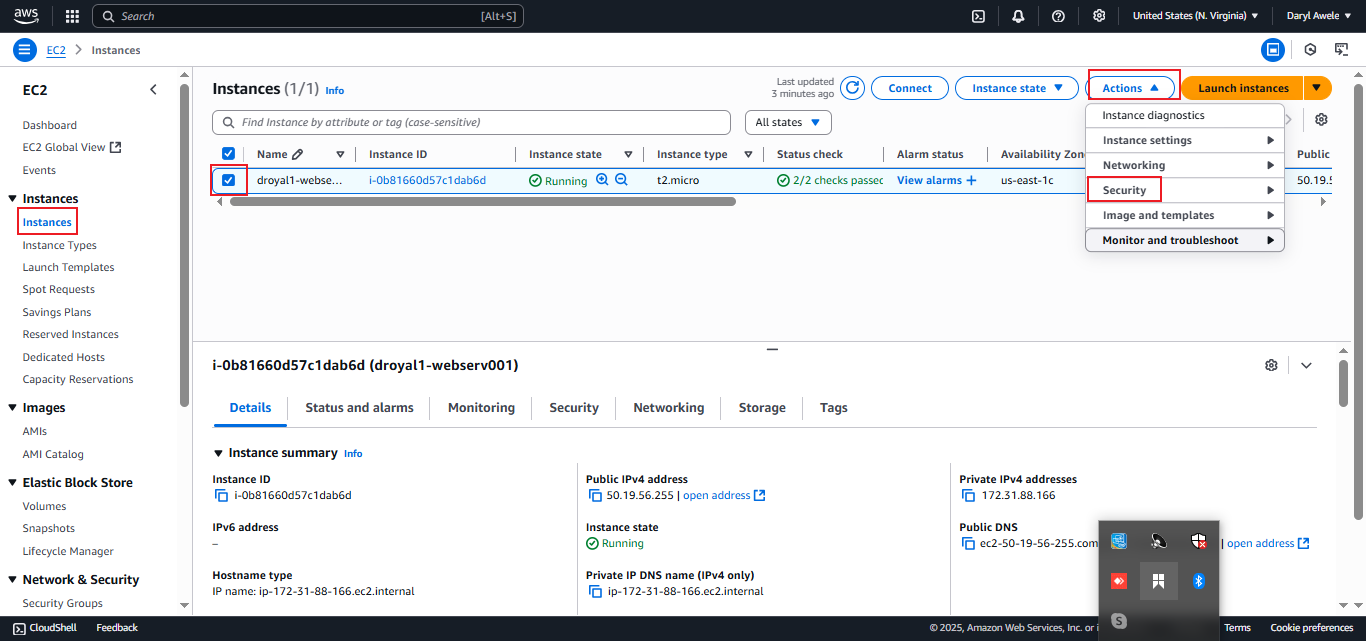 aws
Search [Alt+S]
United States (N. Virginia)
Daryl Awele
EC2
Instances
EC2
Dashboard
EC2 Global View
Events
Instances
Instances
Instance Types
Launch Templates
Spot Requests
Savings Plans
Reserved Instances
Dedicated Hosts
Capacity Reservations
Images
AMIs
AMI Catalog
Elastic Block Store
Volumes
Snapshots
Lifecycle Manager
Network & Security
Security Groups
Instances (1/1) Info
Last updated
3 minutes ago
Connect
Instance state
Actions
Launch instances
Find Instance by attribute or tag (case-sensitive)
All states
Instance diagnostics
Instance settings
Networking
Security
Image and templates
Monitor and troubleshoot
Name Instance ID Instance state Instance type Status check Alarm status Availability Zon Public
droyal1-webse... i-0b81660d57c1dab6d Running t2.micro 2/2 checks passed View alarms + us-east-1c 50.19.5
i-0b81660d57c1dab6d (droyal1-webserv001)
Details Status and alarms Monitoring Security Networking Storage Tags
Instance summary Info
Instance ID
i-0b81660d57c1dab6d
IPv6 address
–
Hostname type
IP name: ip-172-31-88-166.ec2.internal
Public IPv4 address
50.19.56.255 | open address
Instance state
Running
Private IP DNS name (IPv4 only)
ip-172-31-88-166.ec2.internal
Private IPv4 addresses
172.31.88.166
Public DNS
ec2-50-19-56-255.com | open address
S
CloudShell Feedback
© 2025, Amazon Web Services, Inc. or i Terms Cookie preferences